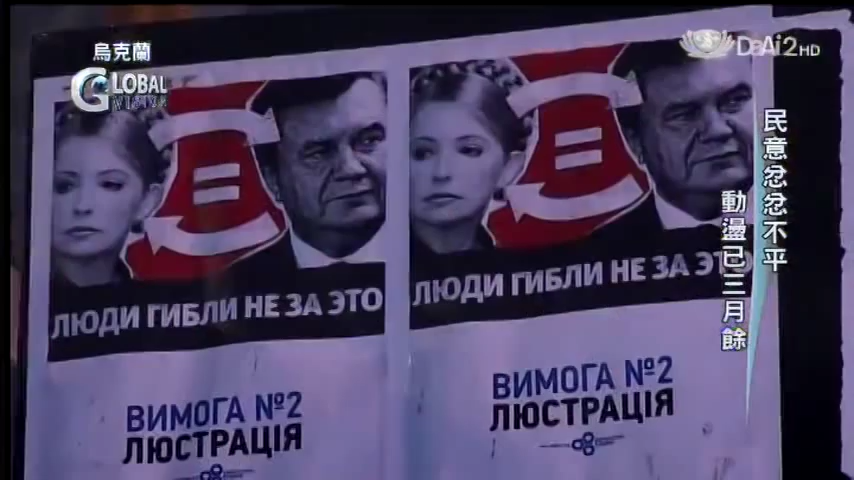 烏克蘭
GLOBAL
VISION
DaAi2HD
民意忿忿不平
動盪已三月餘
ЛЮДИ ГИБЛИ НЕ ЗА ЭТО
ВИМОГА №2
ЛЮСТРАЦІЯ
ЛЮДИ ГИБЛИ НЕ ЗА ЭТО
ВИМОГА №2
ЛЮСТРАЦІЯ